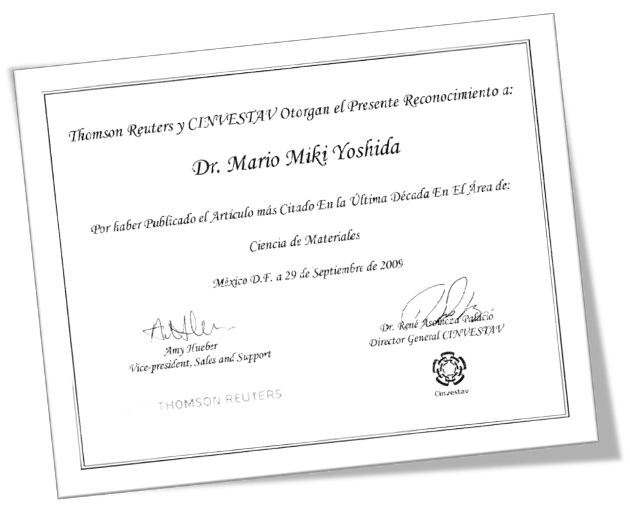 Thomson Reuters y CINVESTAV Otorgan el Presente Reconocimiento a:
Dr. Mario Miki Yoshida
Por haber Publicado el Artículo más Citado En la Última Década En El Área de:
Ciencia de Materiales
México D.F. a 29 de Septiembre de 2009
Amy Hueber
Vice-president, Sales and Support
THOMSON REUTERS
Dr. René Asomoza Palacio
Director General CINVESTAV
Cinvestav